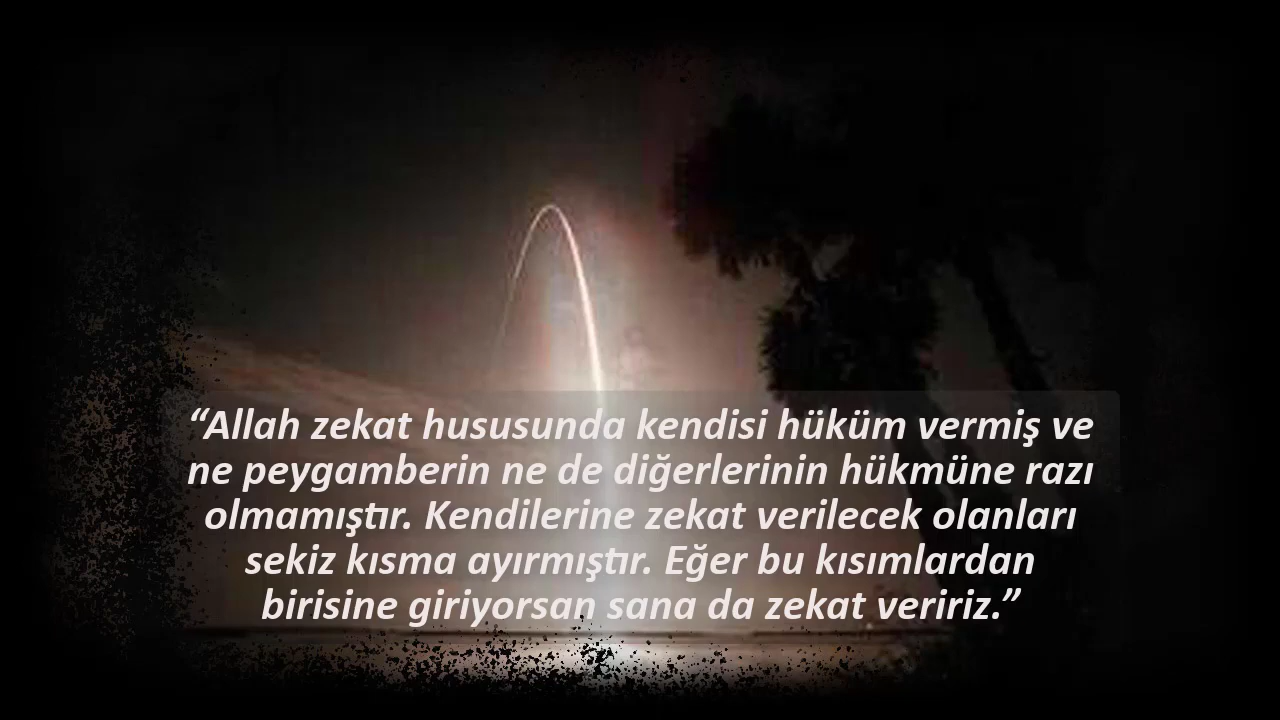 “Allah zekat hususunda kendisi hüküm vermiş ve
ne peygamberin ne de diğerlerinin hükmüne razı
olmamıştır. Kendilerine zekat verilecek olanları
sekiz kısma ayırmıştır. Eğer bu kısımlardan
birisine giriyorsan sana da zekat veririz.”